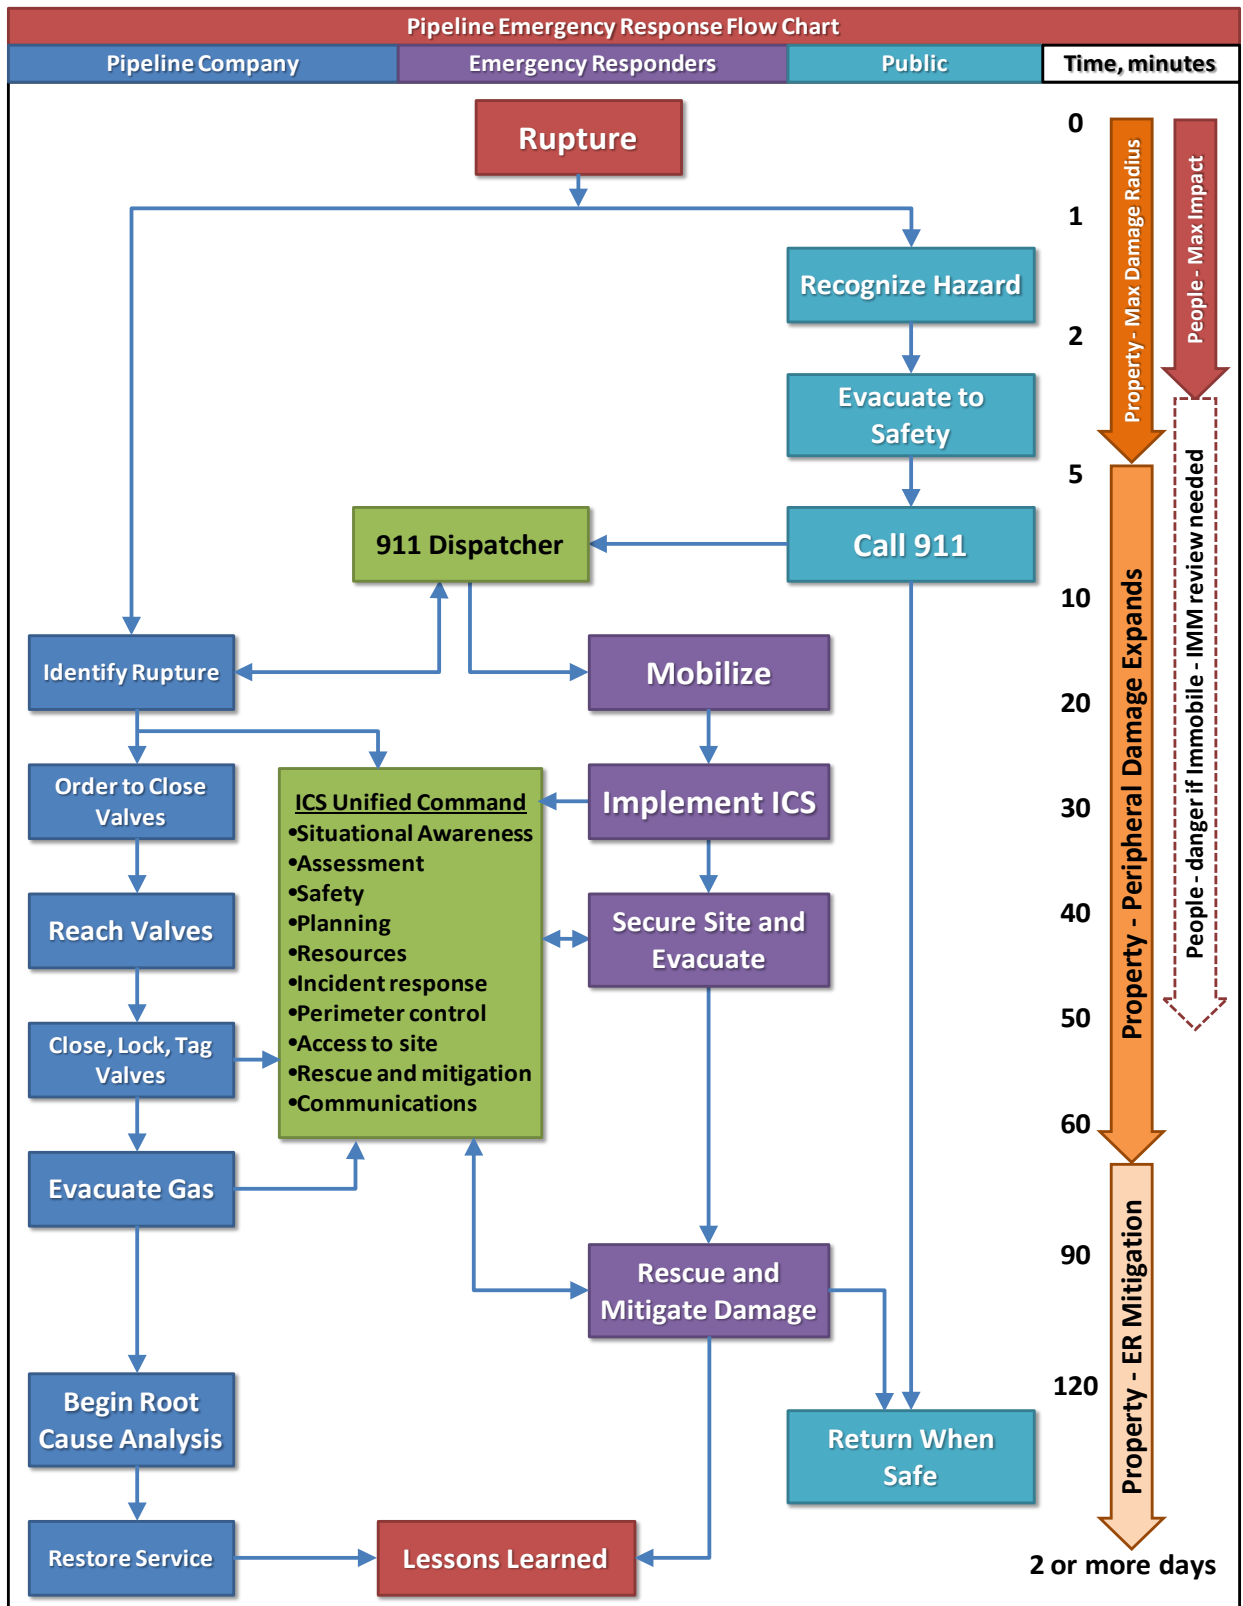 Pipeline Emergency Response Flow Chart
Pipeline Company
Emergency Responders
Public
Time, minutes
Rupture
0
1
Recognize Hazard
2
Evacuate to
Safety
5
911 Dispatcher
Call 911
10
Identify Rupture
Mobilize
20
Order to Close
Valves
ICS Unified Command
•Situational Awareness
•Assessment
•Safety
•Planning
•Resources
•Incident response
•Perimeter control
•Access to site
•Rescue and mitigation
•Communications
Implement ICS
30
Reach Valves
Secure Site and
Evacuate
40
Close, Lock, Tag
Valves
50
60
Evacuate Gas
Rescue and
Mitigate Damage
90
Begin Root
Cause Analysis
120
Return When
Safe
Restore Service
Lessons Learned
2 or more days
Property - Max Damage Radius
People - Max Impact
Property - Peripheral Damage Expands
People - danger if Immobile - IMM review needed
Property - ER Mitigation